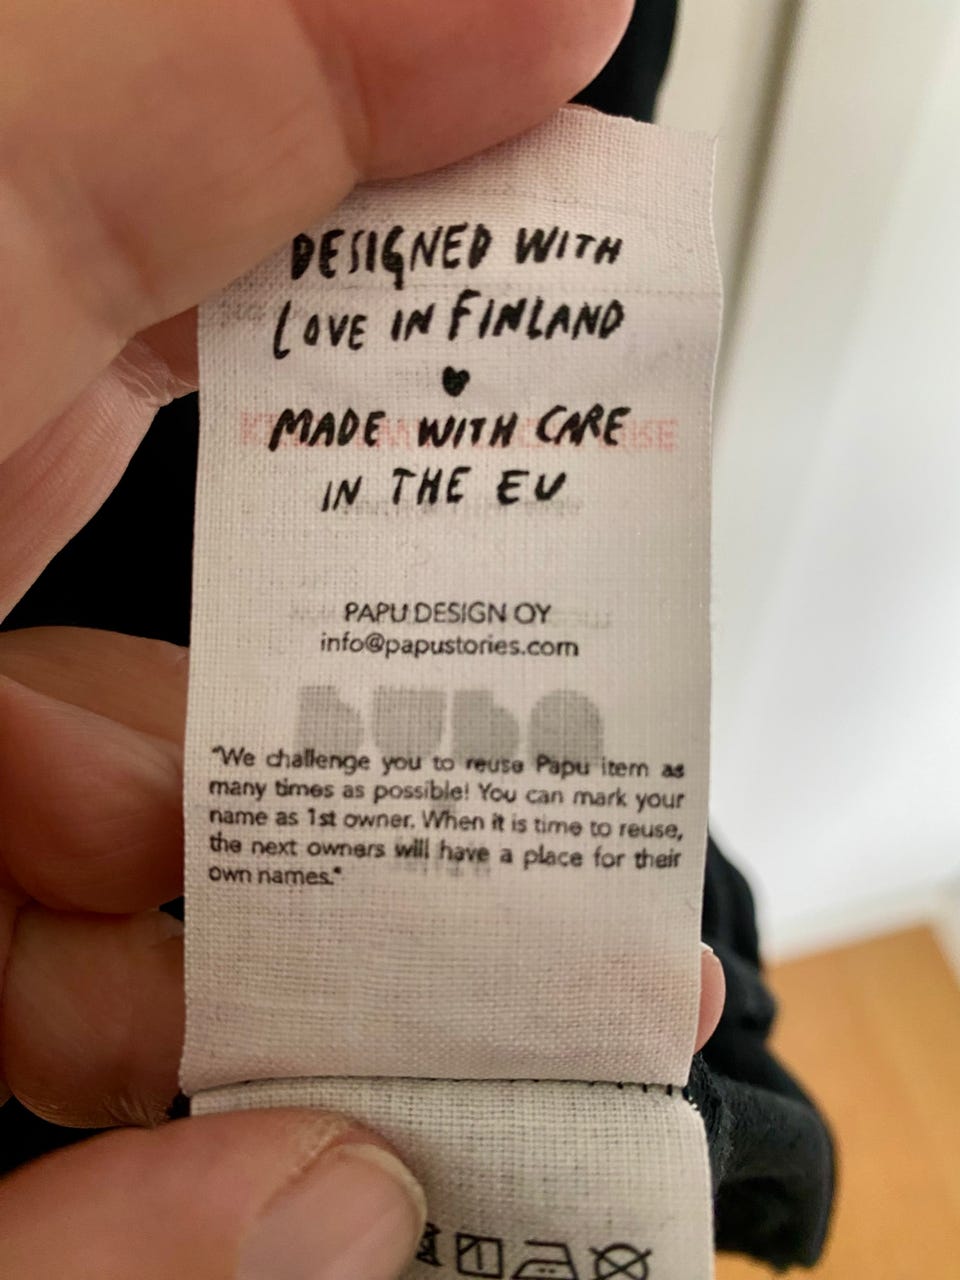 DESIGNED WITH
LOVE IN FINLAND
MADE WITH CARE
IN THE EU
PAPU DESIGN OY
info@papustories.com
"We challenge you to reuse Papu item as
many times as possible! You can mark your
name as 1st owner. When it is time to reuse,
the next owners will have a place for their
own names."